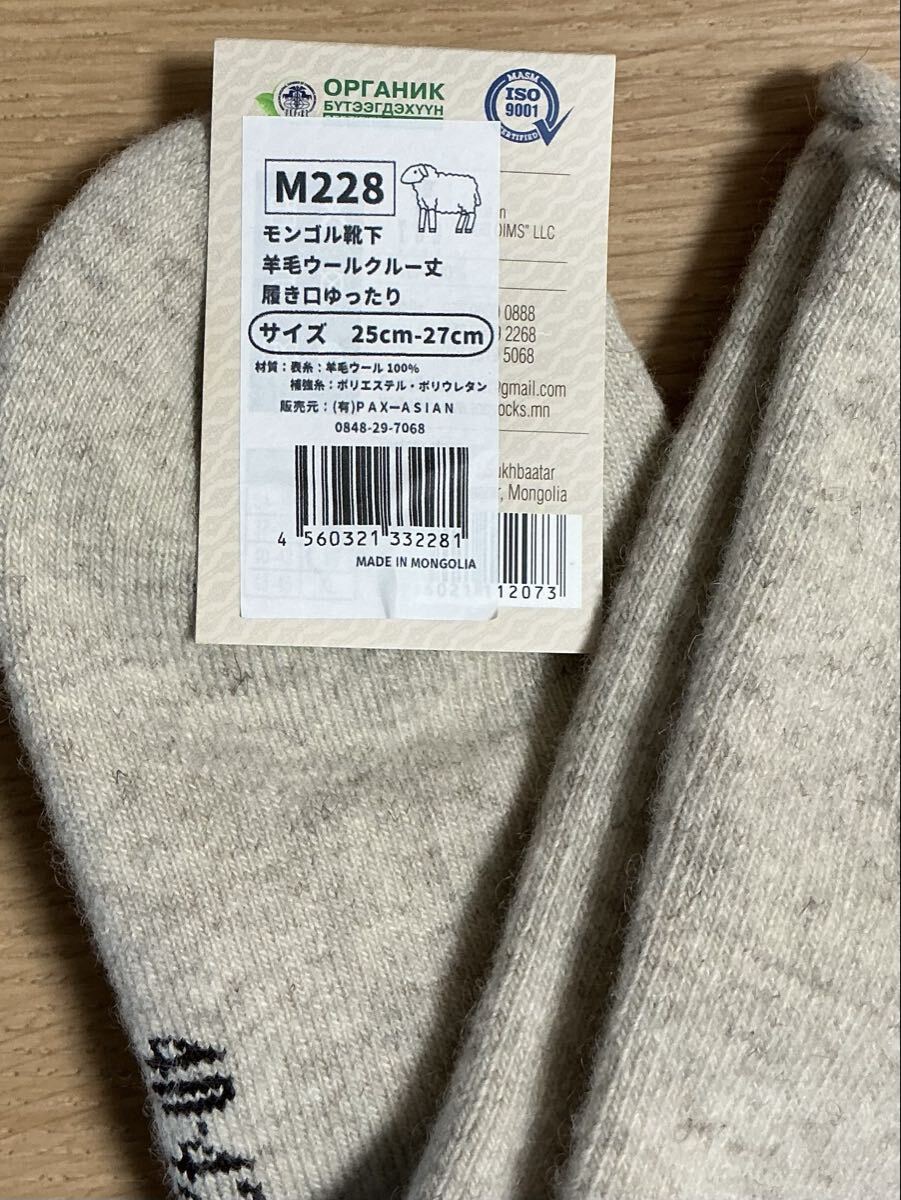 ОРГАНИК
БҮТЭЭГДЭХҮҮН
MASM
ISO
9001
CERTIFIED
M228
モンゴル靴下
羊毛ウールクルー丈
履き口ゆったり
サイズ 25cm-27cm
材質：表糸：羊毛ウール 100%
補強糸：ポリエステル・ポリウレタン
販売元：(有)PAX−ASIAN
0848-29-7068
4 560321 332281
MADE IN MONGOLIA
LLC
0888
2268
5068
@gmail.com
Mongolia
12073